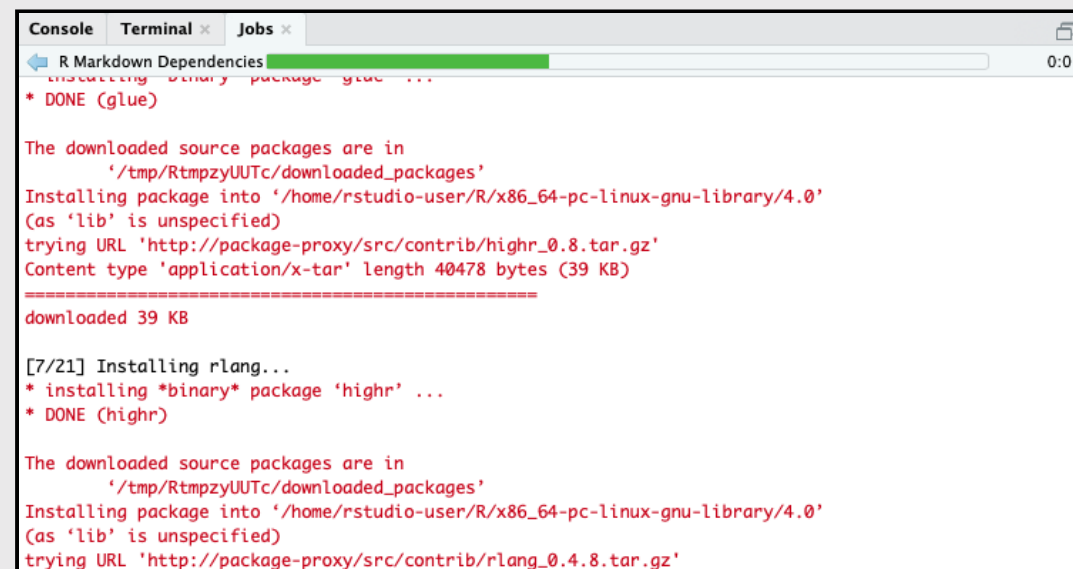 Console Terminal × Jobs ×
R Markdown Dependencies 0:0
* installing *binary* package ‘glue’ ...
* DONE (glue)
The downloaded source packages are in
‘/tmp/RtmpzyUUTc/downloaded_packages’
Installing package into ‘/home/rstudio-user/R/x86_64-pc-linux-gnu-library/4.0’
(as ‘lib’ is unspecified)
trying URL 'http://package-proxy/src/contrib/highr_0.8.tar.gz'
Content type 'application/x-tar' length 40478 bytes (39 KB)
==================================================
downloaded 39 KB
[7/21] Installing rlang...
* installing *binary* package ‘highr’ ...
* DONE (highr)
The downloaded source packages are in
‘/tmp/RtmpzyUUTc/downloaded_packages’
Installing package into ‘/home/rstudio-user/R/x86_64-pc-linux-gnu-library/4.0’
(as ‘lib’ is unspecified)
trying URL 'http://package-proxy/src/contrib/rlang_0.4.8.tar.gz'